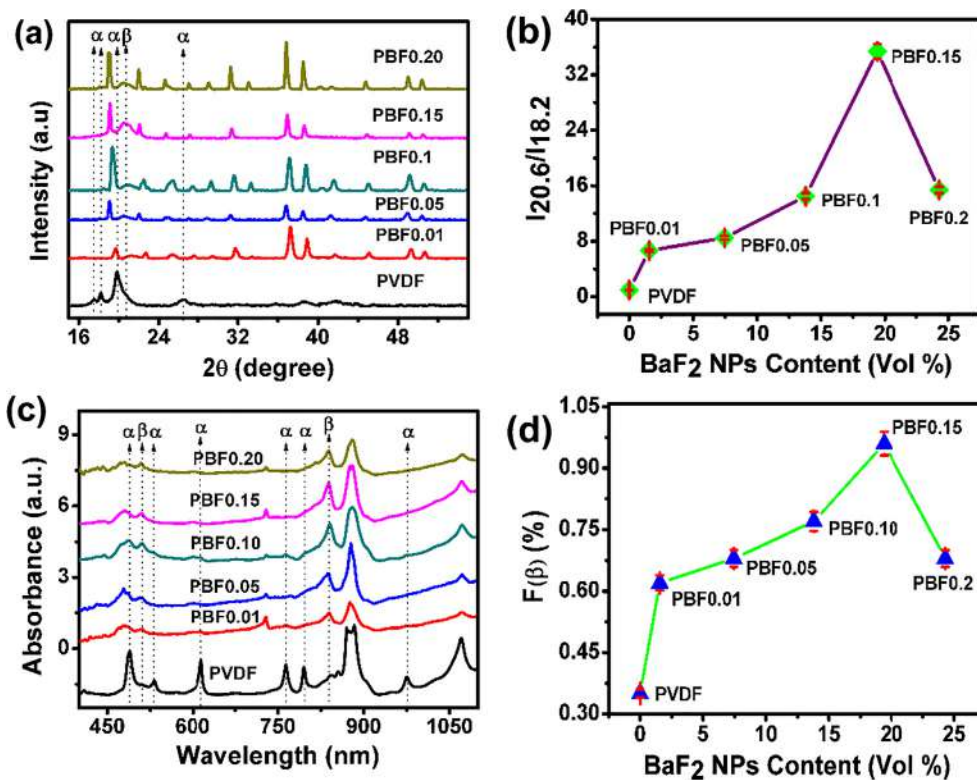 (a)
α α β α
PBF0.20
PBF0.15
PBF0.1
PBF0.05
PBF0.01
PVDF
Intensity (a.u)
16 24 32 40 48
2θ (degree)
(b)
36
27
18
9
0
I20.6/I18.2
PBF0.15
PBF0.01
PBF0.1
PBF0.05
PBF0.2
PVDF
0 5 10 15 20 25
BaF2 NPs Content (Vol %)
(c)
9
6
3
0
α β α α α α β α
PBF0.20
PBF0.15
PBF0.10
PBF0.05
PBF0.01
PVDF
Absorbance (a.u.)
450 600 750 900 1050
Wavelength (nm)
(d)
1.05
0.90
0.75
0.60
0.45
0.30
F(β) (%)
PBF0.15
PBF0.10
PBF0.05
PBF0.01
PBF0.2
PVDF
0 5 10 15 20 25
BaF2 NPs Content (Vol %)